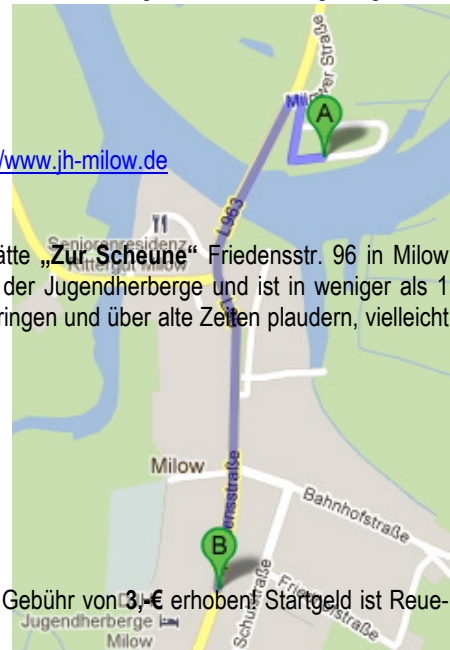 Milower Straße
A
/www.jh-milow.de
L963
ätte „Zur Scheune“ Friedensstr. 96 in Milow
Seniorenresidenz
Rittergut Milow
der Jugendherberge und ist in weniger als 1
ringen und über alte Zeiten plaudern, vielleicht
Milow
ensstraße
Bahnhofstraße
B
Schulstraße
Gebühr von 3,-€ erhoben! Startgeld ist Reue-
Jugendherberge
Milow